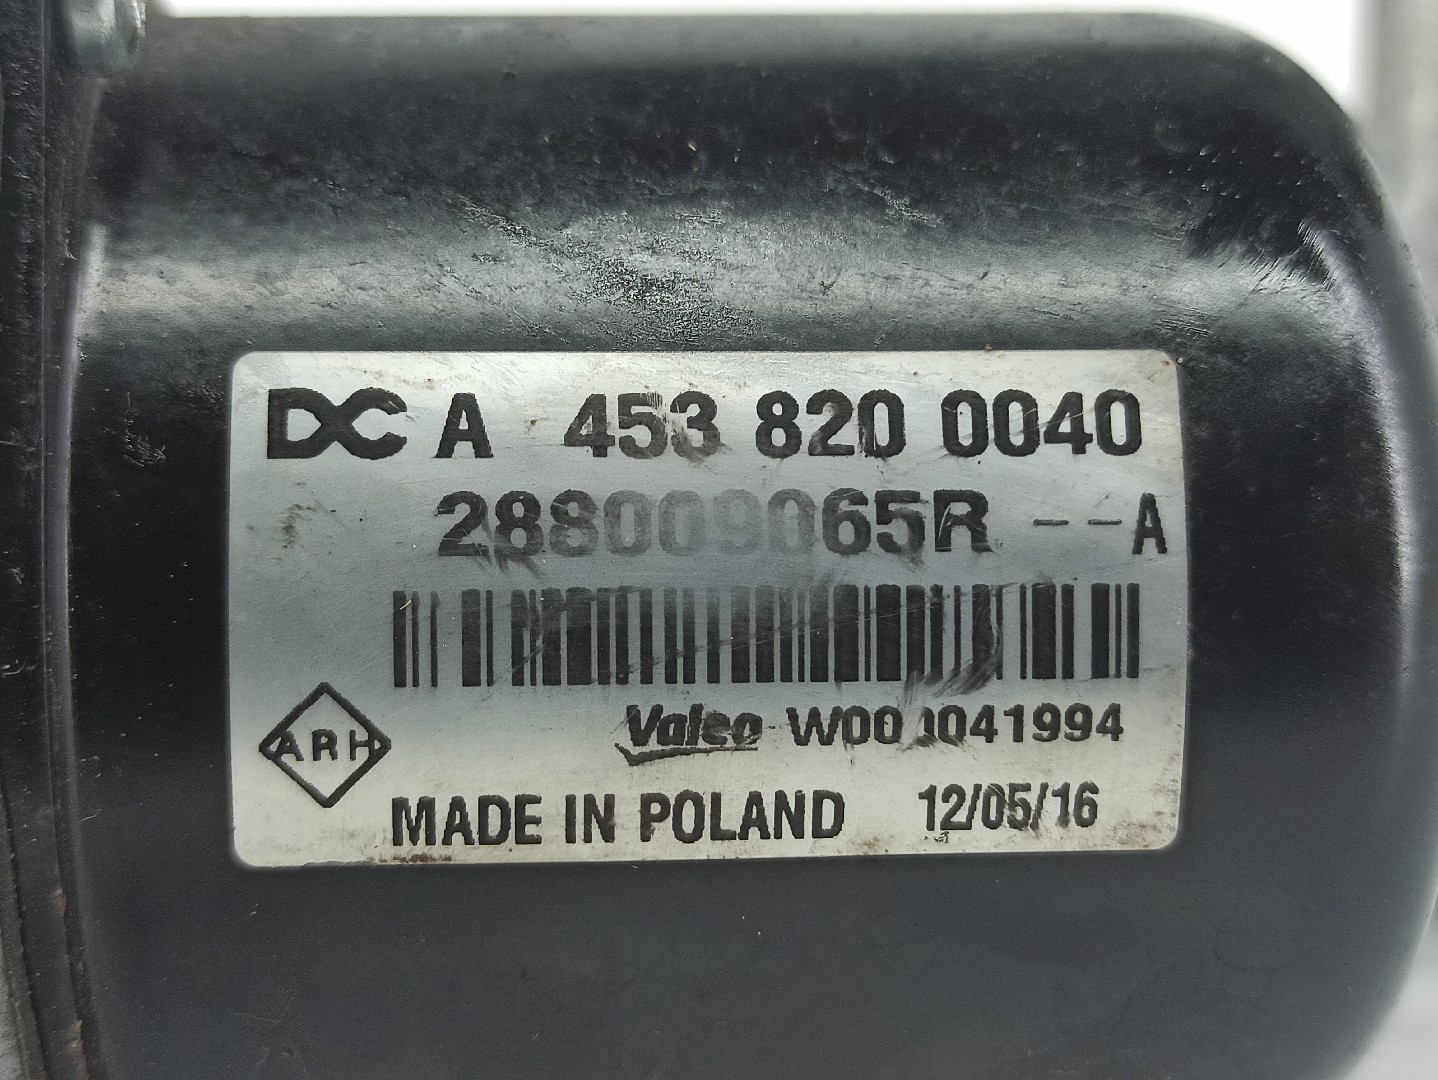 DC A 453 820 0040
288009065R --A
ARH
Valeo W000041994
MADE IN POLAND 12/05/16